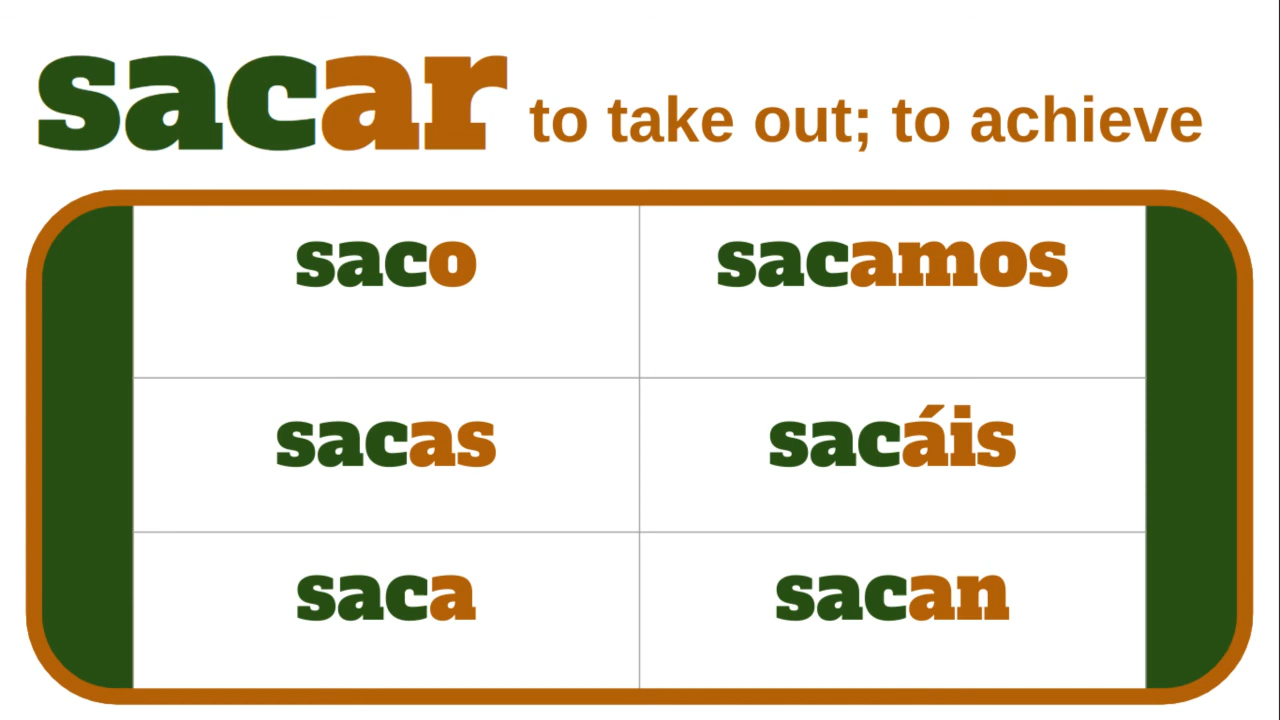 sacar to take out; to achieve
saco sacamos
sacas sacáis
saca sacan